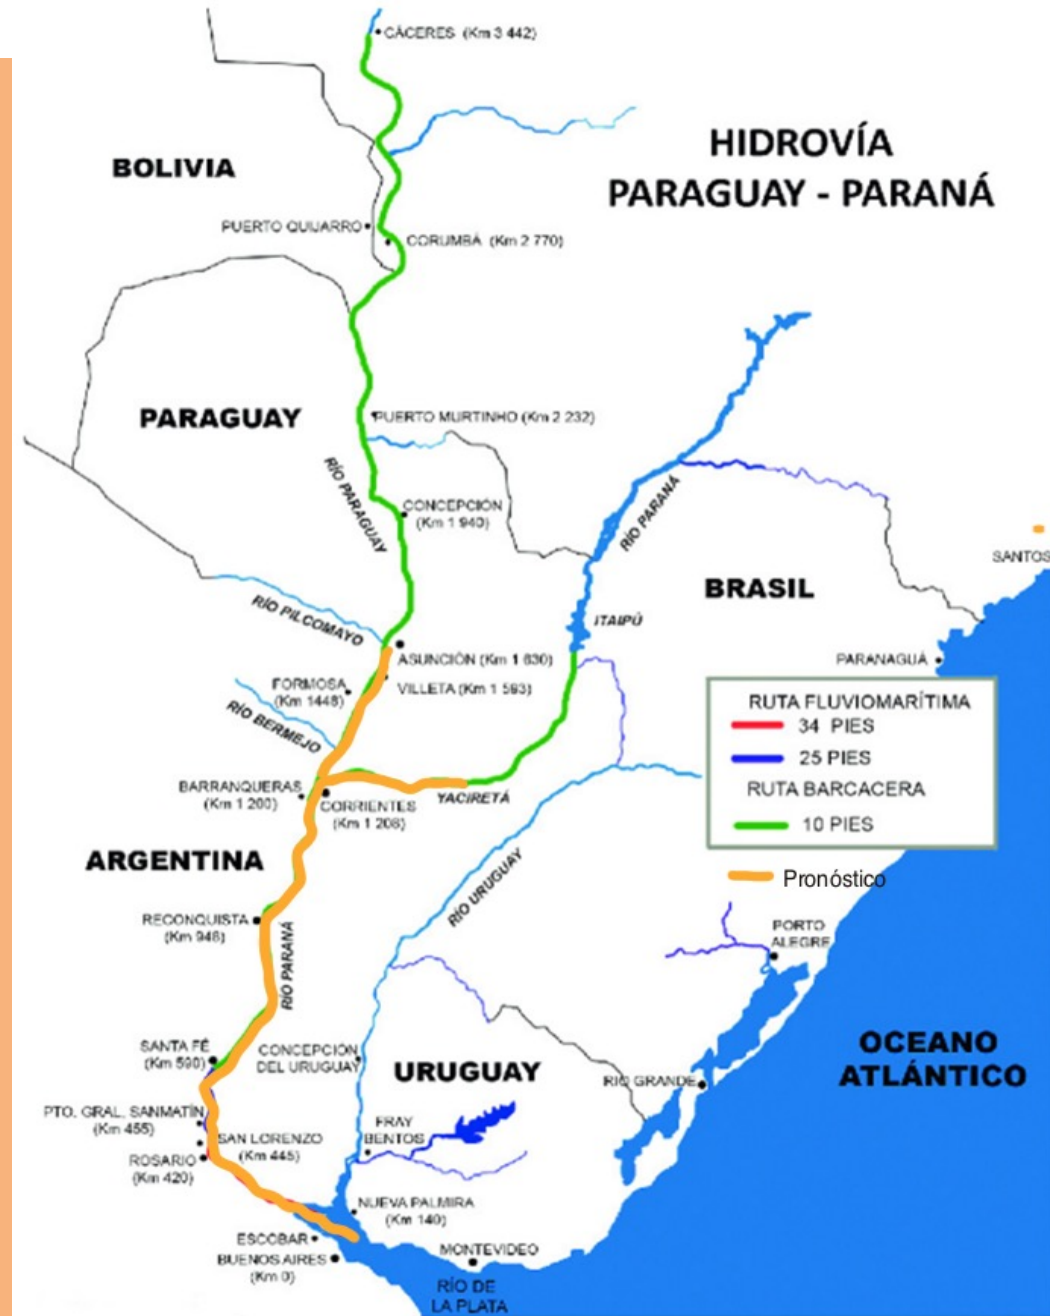 CÁCERES (Km 3 442)
HIDROVÍA
PARAGUAY - PARANÁ
BOLIVIA
PUERTO QUIJARRO
CORUMBÁ (Km 2 770)
PARAGUAY
PUERTO MURTINHO (Km 2 232)
RÍO PARAGUAY
CONCEPCIÓN
(Km 1 940)
RÍO PARANÁ
SANTOS
BRASIL
RÍO PILCOMAYO
ITAIPÚ
ASUNCIÓN (Km 1 630)
PARANAGUÁ
VILLETA (Km 1 593)
FORMOSA
(Km 1448)
RÍO BERMEJO
RUTA FLUVIOMARÍTIMA
34 PIES
25 PIES
RUTA BARCACERA
10 PIES
Pronóstico
BARRANQUERAS
(Km 1 200)
CORRIENTES
(Km 1 208)
YACIRETÁ
ARGENTINA
RÍO URUGUAY
RECONQUISTA
(Km 948)
RÍO PARANÁ
PORTO
ALEGRE
SANTA FÉ
(Km 590)
CONCEPCIÓN
DEL URUGUAY
URUGUAY
RIO GRANDE
OCEANO
ATLÁNTICO
PTO. GRAL. SANMATÍN
(Km 455)
SAN LORENZO
(Km 445)
ROSARIO
(Km 420)
FRAY
BENTOS
NUEVA PALMIRA
(Km 140)
ESCOBAR
BUENOS AIRES
(Km 0)
MONTEVIDEO
RÍO DE
LA PLATA